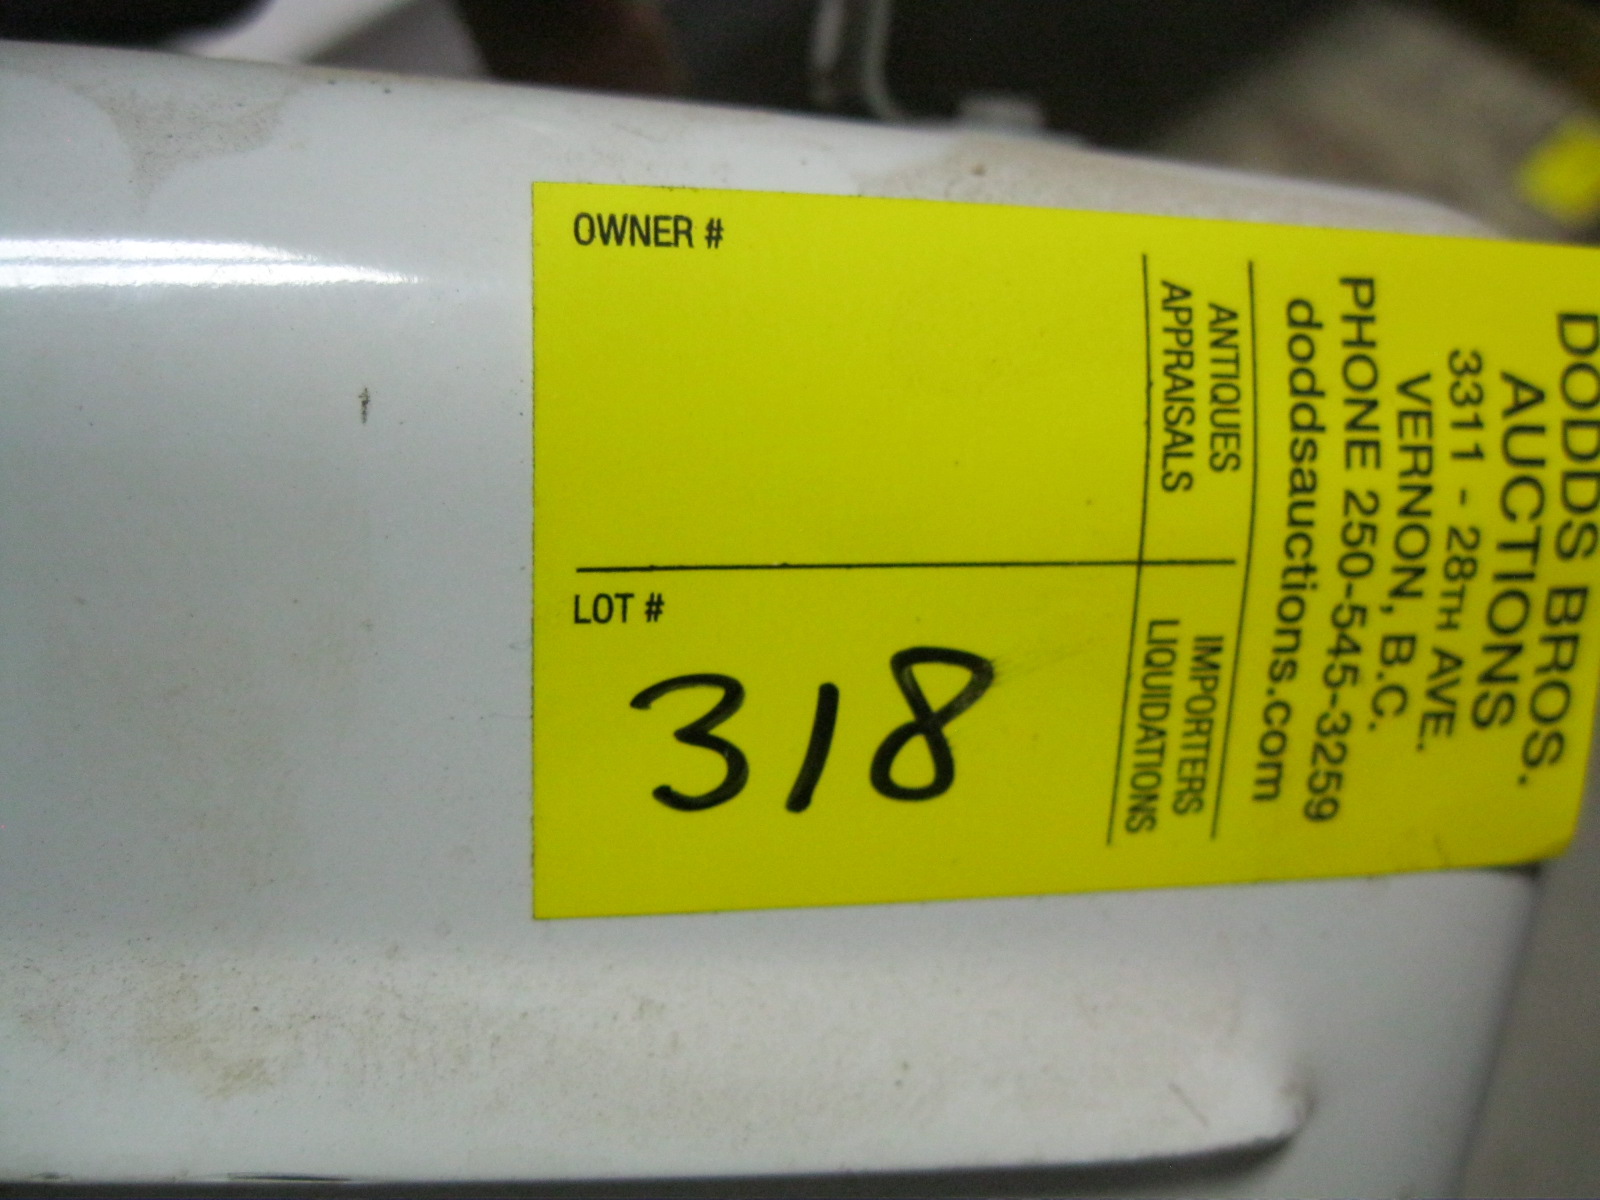 DODDS BROS.
AUCTIONS
3311 - 28TH AVE.
VERNON, B.C.
PHONE 250-545-3259
doddsauctions.com
ANTIQUES
APPRAISALS
IMPORTERS
LIQUIDATIONS
OWNER #
LOT #
318